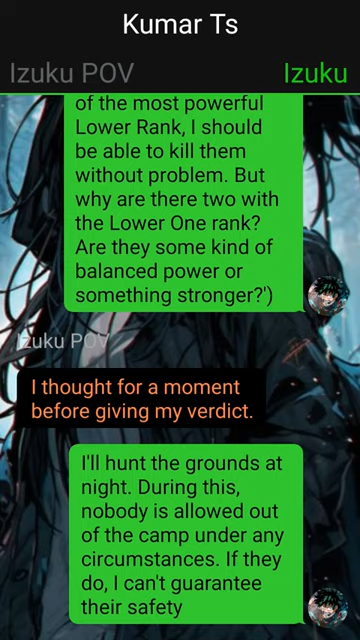 Kumar Ts
Izuku POV
Izuku
of the most powerful
Lower Rank, I should
be able to kill them
without problem. But
why are there two with
the Lower One rank?
Are they some kind of
balanced power or
something stronger?')
Izuku POV
I thought for a moment
before giving my verdict.
I'll hunt the grounds at
night. During this,
nobody is allowed out
of the camp under any
circumstances. If they
do, I can't guarantee
their safety